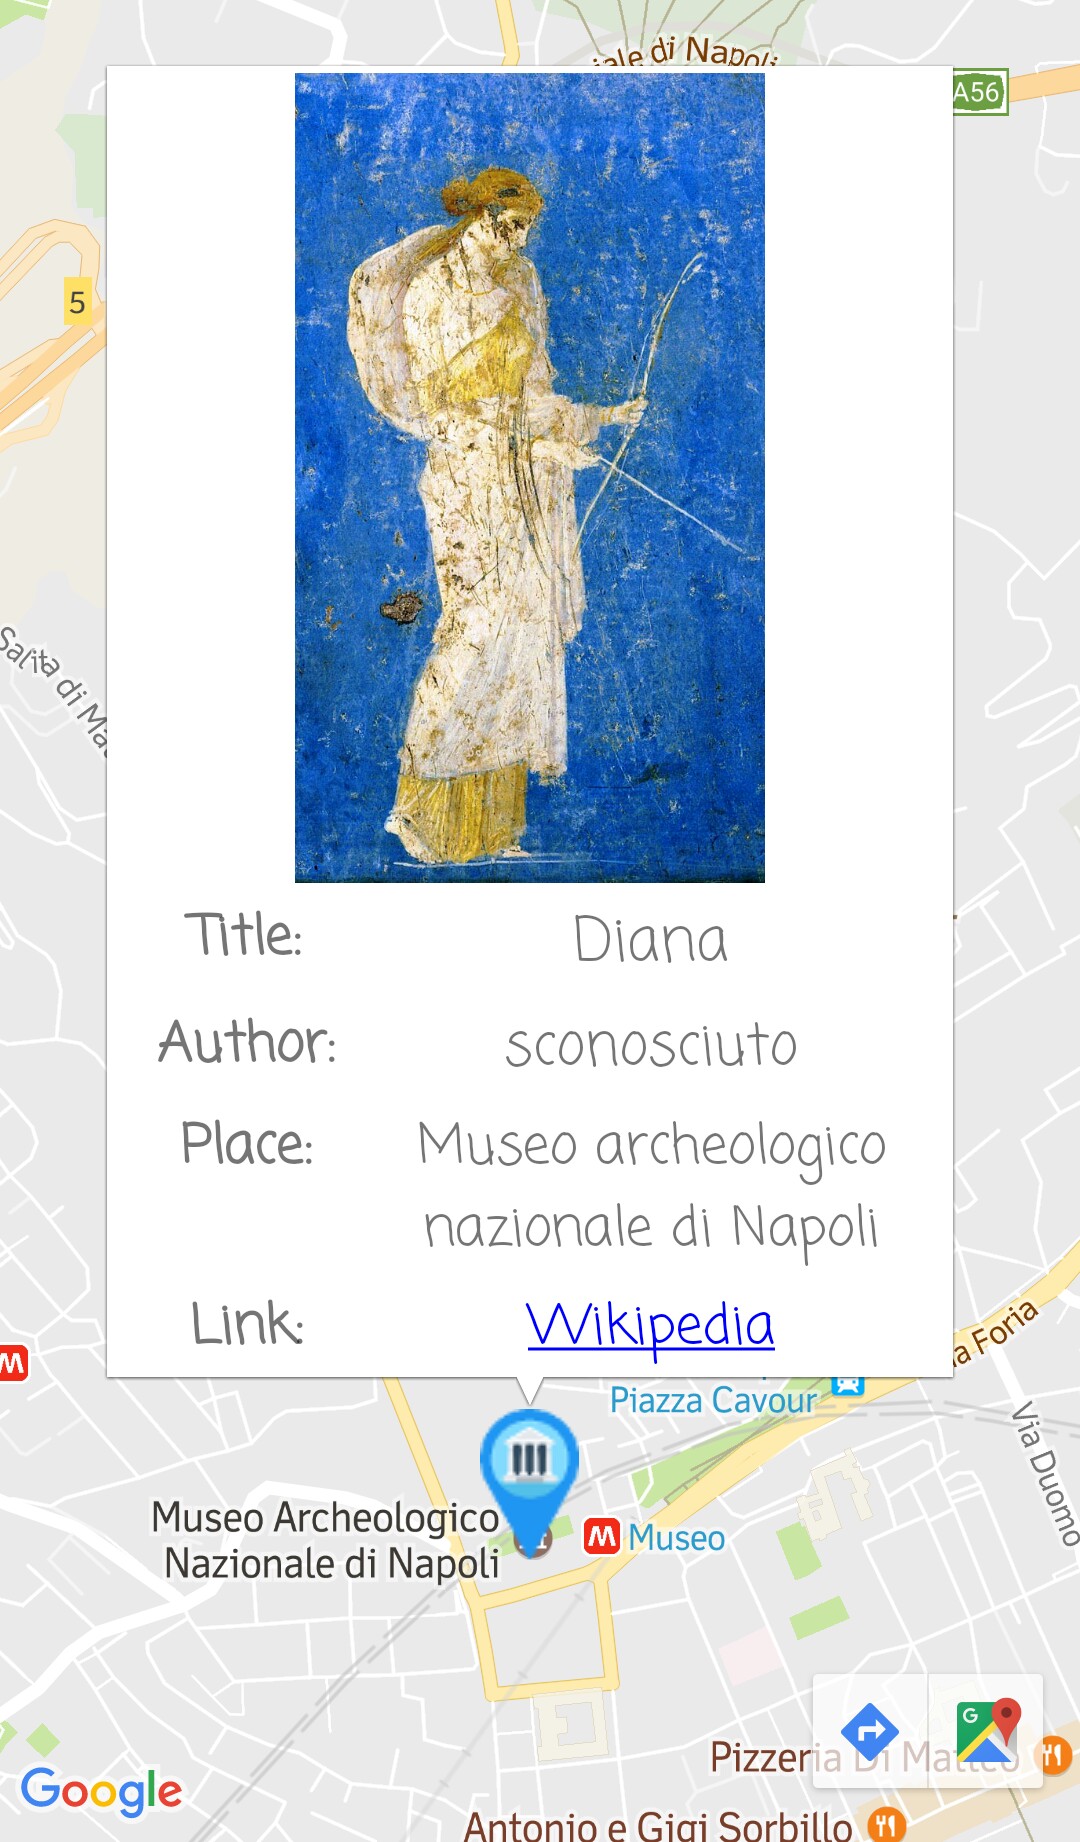 iale di Napoli
A56
5
Salita di Ma
Title: Diana
Author: sconosciuto
Place: Museo archeologico
nazionale di Napoli
Link: Wikipedia
a Foria
Piazza Cavour
Via Duomo
Museo Archeologico
Nazionale di Napoli
M Museo
M
G
Pizzeria Di Matteo
Google
Antonio e Gigi Sorbillo